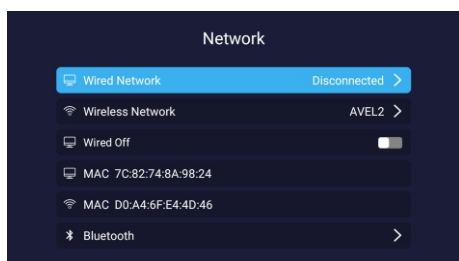 Network
Wired Network Disconnected
Wireless Network AVEL2
Wired Off
MAC 7C:82:74:8A:98:24
MAC D0:A4:6F:E4:4D:46
Bluetooth